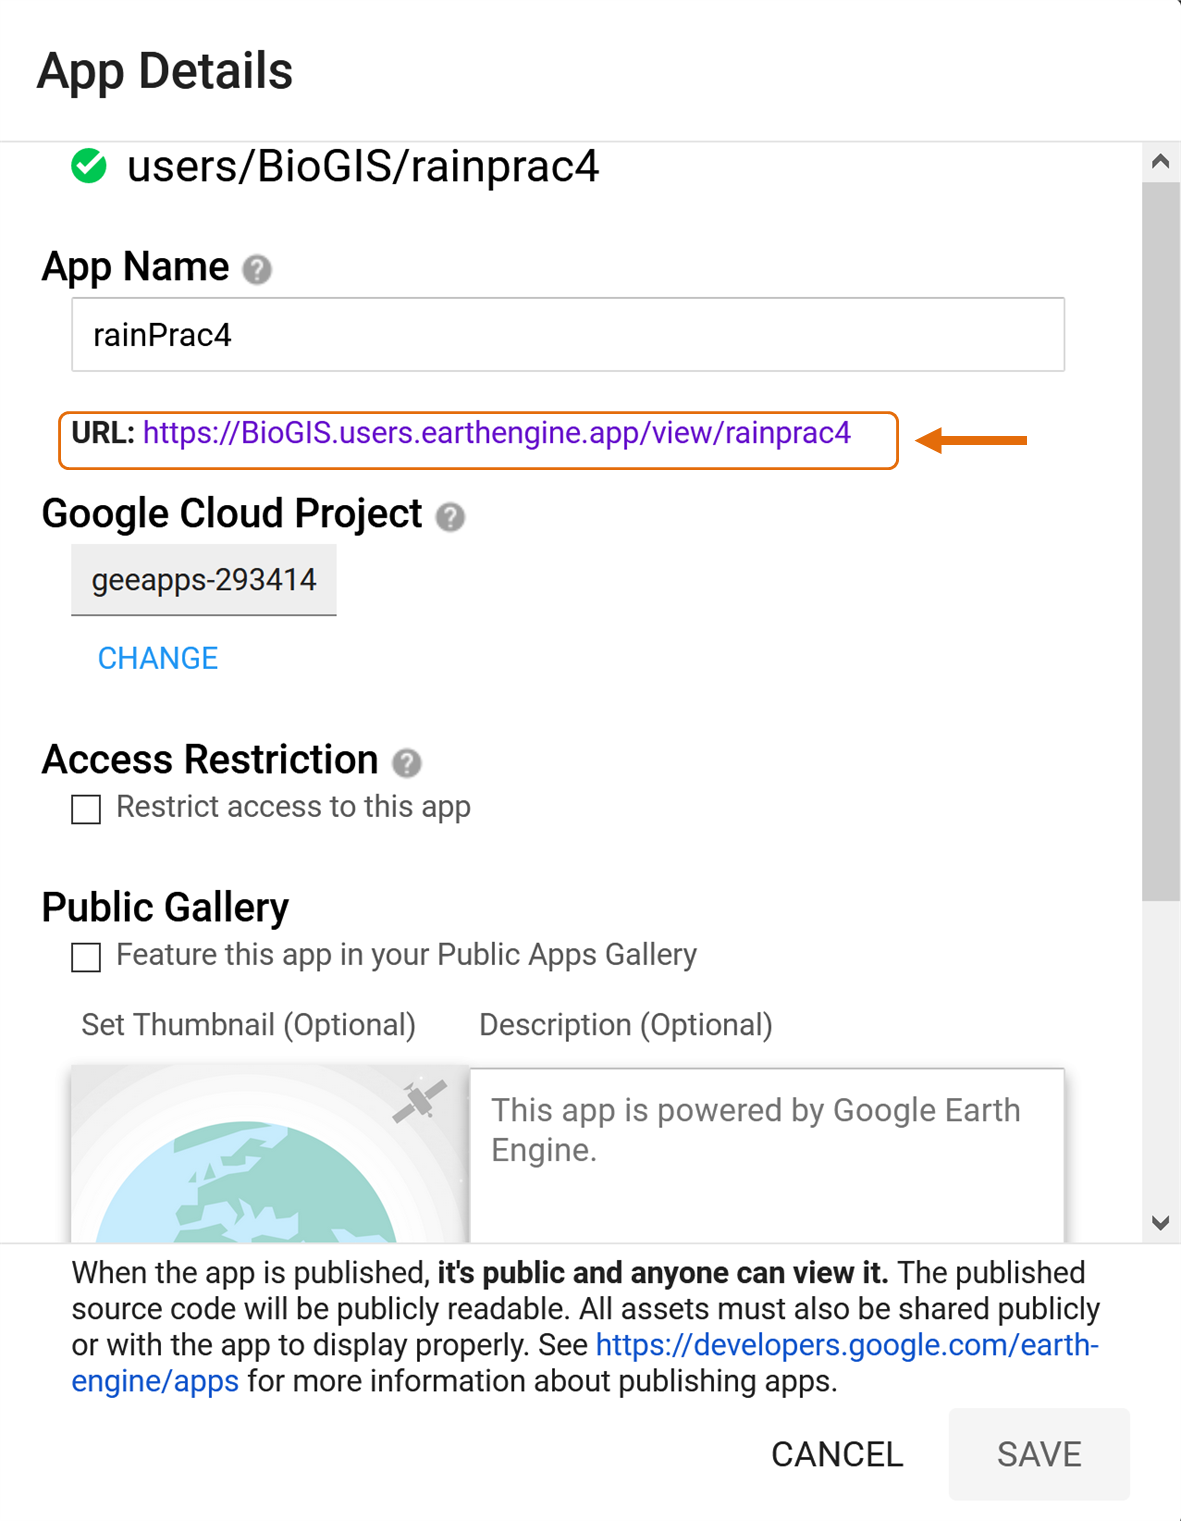 App Details
users/BioGIS/rainprac4
App Name ?
rainPrac4
URL: https://BioGIS.users.earthengine.app/view/rainprac4
Google Cloud Project ?
geeapps-293414
CHANGE
Access Restriction ?
Restrict access to this app
Public Gallery
Feature this app in your Public Apps Gallery
Set Thumbnail (Optional)
Description (Optional)
This app is powered by Google Earth
Engine.
When the app is published, it's public and anyone can view it. The published
source code will be publicly readable. All assets must also be shared publicly
or with the app to display properly. See https://developers.google.com/earth-
engine/apps for more information about publishing apps.
CANCEL
SAVE